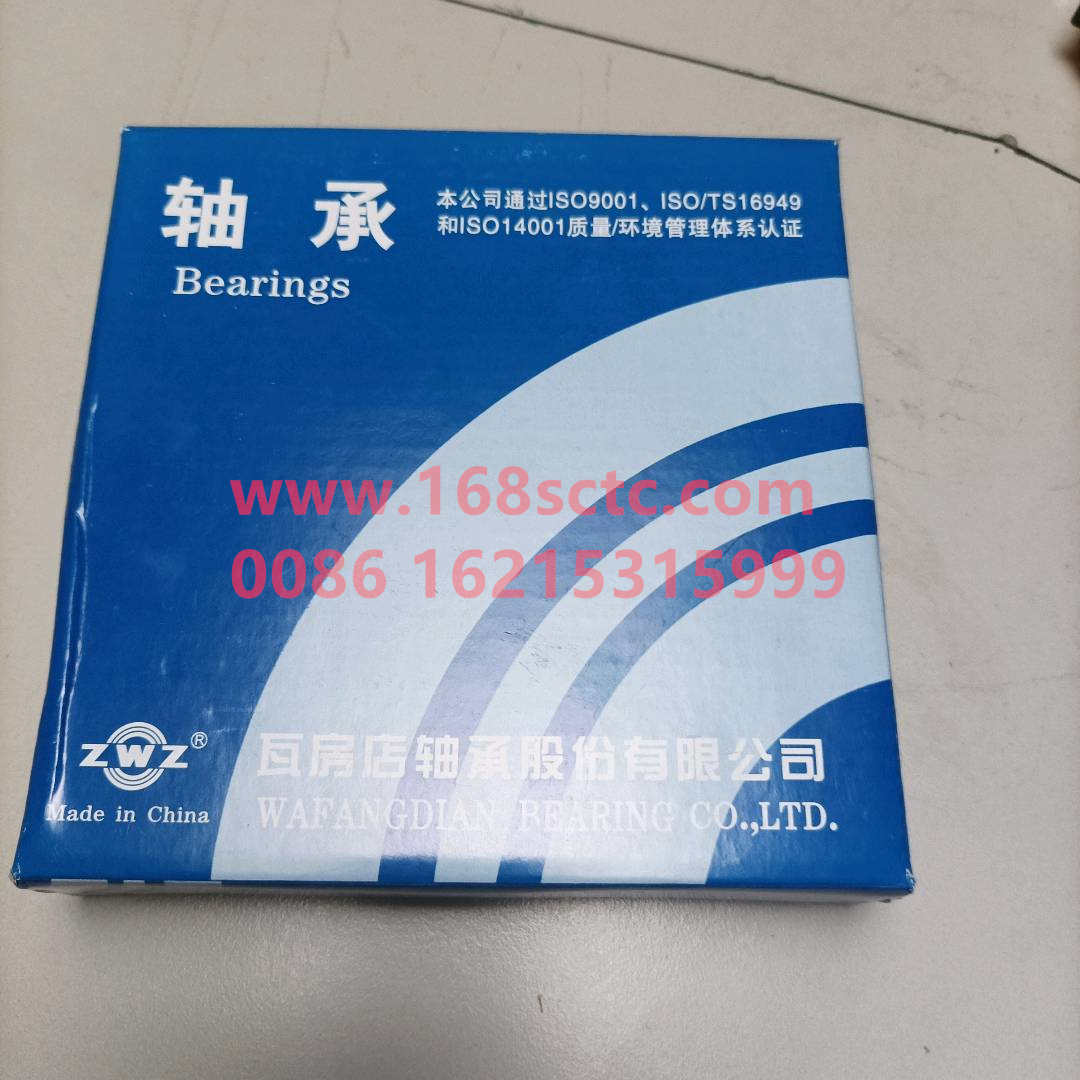 轴承
本公司通过ISO9001、ISO/TS16949
和ISO14001质量/环境管理体系认证
Bearings
www.168sctc.com
0086 16215315999
ZWZ®
瓦房店轴承股份有限公司
Made in China
WAFANGDIAN BEARING CO.,LTD.